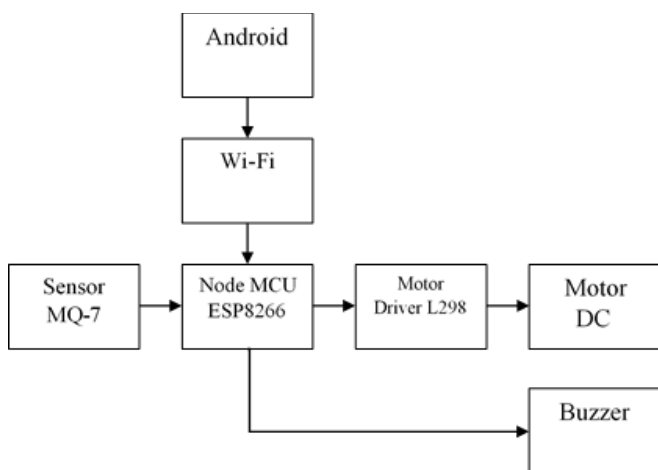 Android
Wi-Fi
Sensor
MQ-7
Node MCU
ESP8266
Motor
Driver L298
Motor
DC
Buzzer